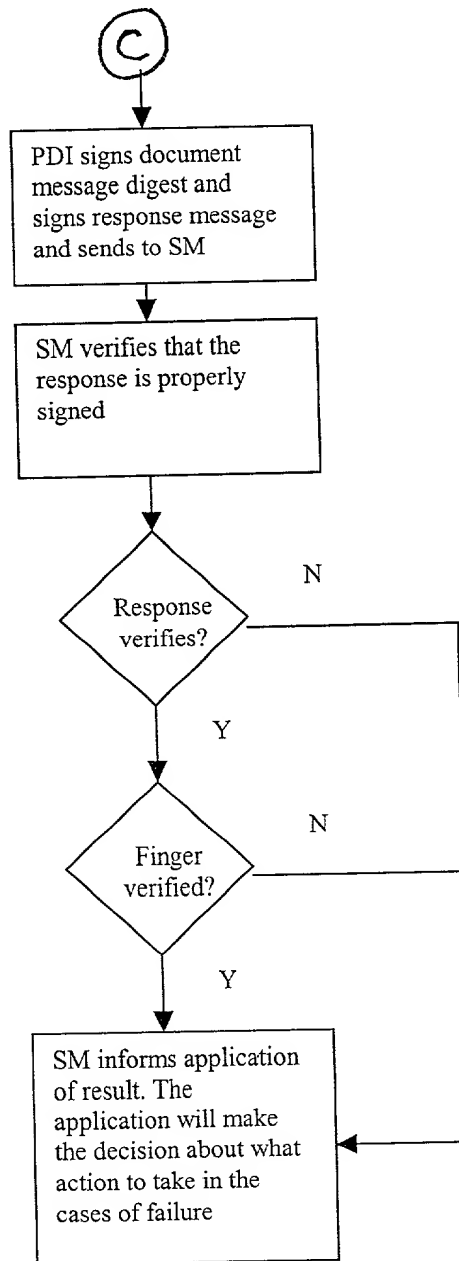 C
PDI signs document
message digest and
signs response message
and sends to SM
SM verifies that the
response is properly
signed
N
Response
verifies?
Y
N
Finger
verified?
Y
SM informs application
of result. The
application will make
the decision about what
action to take in the
cases of failure